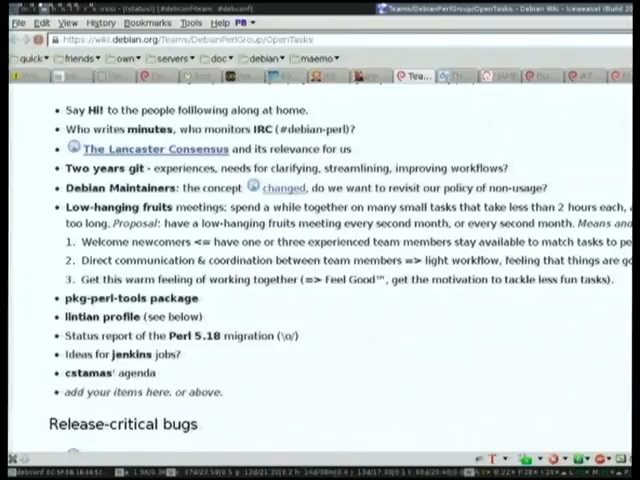 Teams/DebianPerlGroup/OpenTasks - Debian Wiki - Iceweasel (Build 20
File Edit View History Bookmarks Tools Help PB
https://wiki.debian.org/Teams/DebianPerlGroup/OpenTasks
quick friends own servers doc debian maemo
Say Hi! to the people folllowing along at home.
Who writes minutes, who monitors IRC (#debian-perl)?
The Lancaster Consensus and its relevance for us
Two years git - experiences, needs for clarifying, streamlining, improving workflows?
Debian Maintainers: the concept changed, do we want to revisit our policy of non-usage?
Low-hanging fruits meetings: spend a while together on many small tasks that take less than 2 hours each, a
too long. Proposal: have a low-hanging fruits meeting every second month, or every second month. Means and
1. Welcome newcomers <= have one or three experienced team members stay available to match tasks to pe
2. Direct communication & coordination between team members => light workflow, feeling that things are go
3. Get this warm feeling of working together (=> Feel Good™, get the motivation to tackle less fun tasks).
pkg-perl-tools package
lintian profile (see below)
Status report of the Perl 5.18 migration (\o/)
Ideas for jenkins jobs?
cstamas' agenda
add your items here. or above.
Release-critical bugs